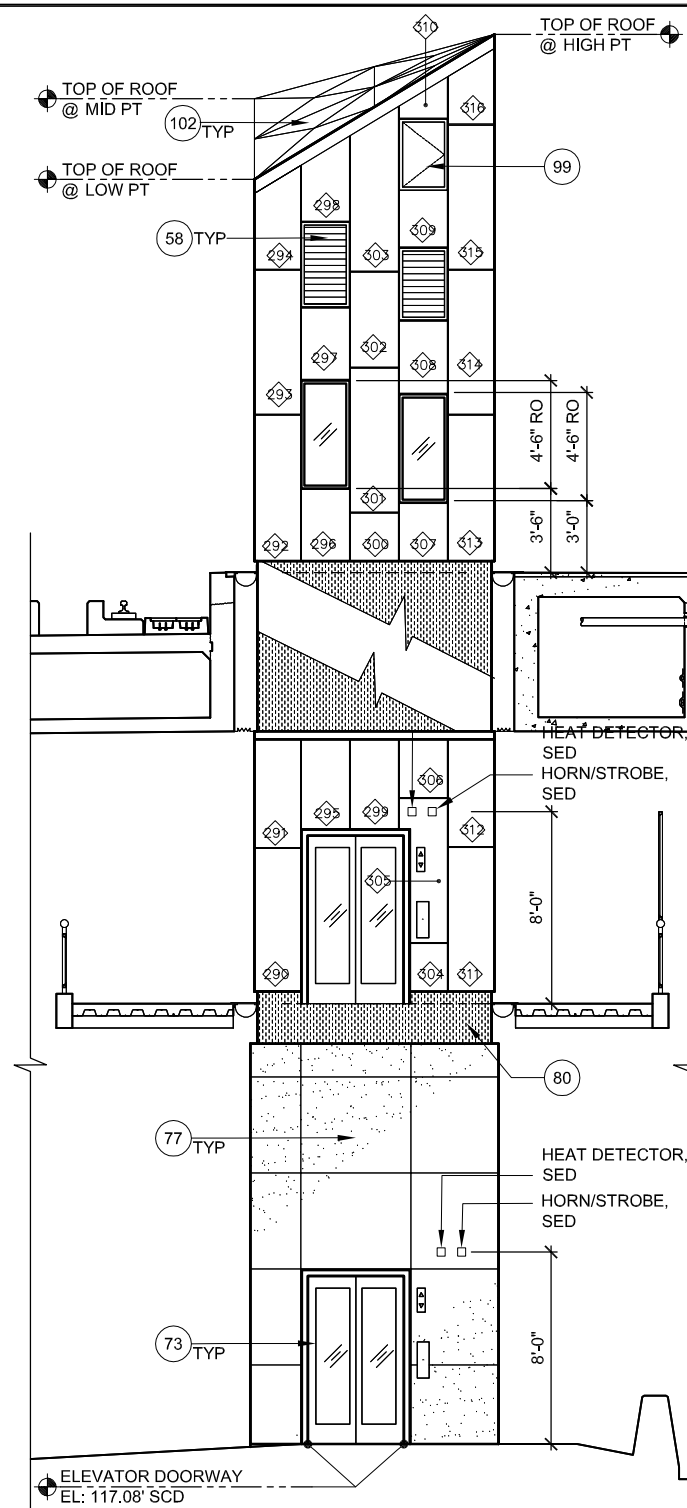 310
TOP OF ROOF
@ HIGH PT
TOP OF ROOF
@ MID PT
102 TYP
316
99
TOP OF ROOF
@ LOW PT
298
58 TYP
309
294
303
315
302
297
308
314
293
4'-6" RO
4'-6" RO
301
3'-6"
3'-0"
292
296
300
307
313
HEAT DETECTOR,
SED
306
HORN/STROBE,
SED
295
299
291
312
305
8'-0"
290
304
311
80
77
TYP
HEAT DETECTOR,
SED
HORN/STROBE,
SED
73
TYP
8'-0"
ELEVATOR DOORWAY
EL: 117.08' SCD